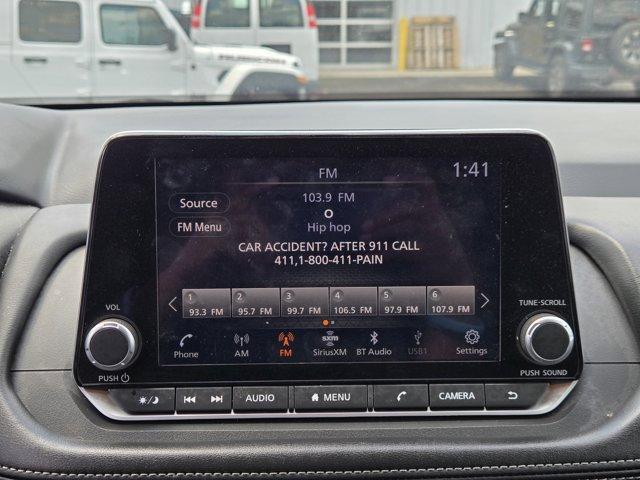 FM
1:41
Source
103.9 FM
O
Hip hop
FM Menu
CAR ACCIDENT? AFTER 911 CALL
411,1-800-411-PAIN
1 2 3 4 5 6
93.3 FM 95.7 FM 99.7 FM 106.5 FM 97.9 FM 107.9 FM
VOL
TUNE·SCROLL
sxm
Phone AM FM SiriusXM BT Audio USB1 Settings
PUSH
PUSH SOUND
AUDIO
MENU
CAMERA